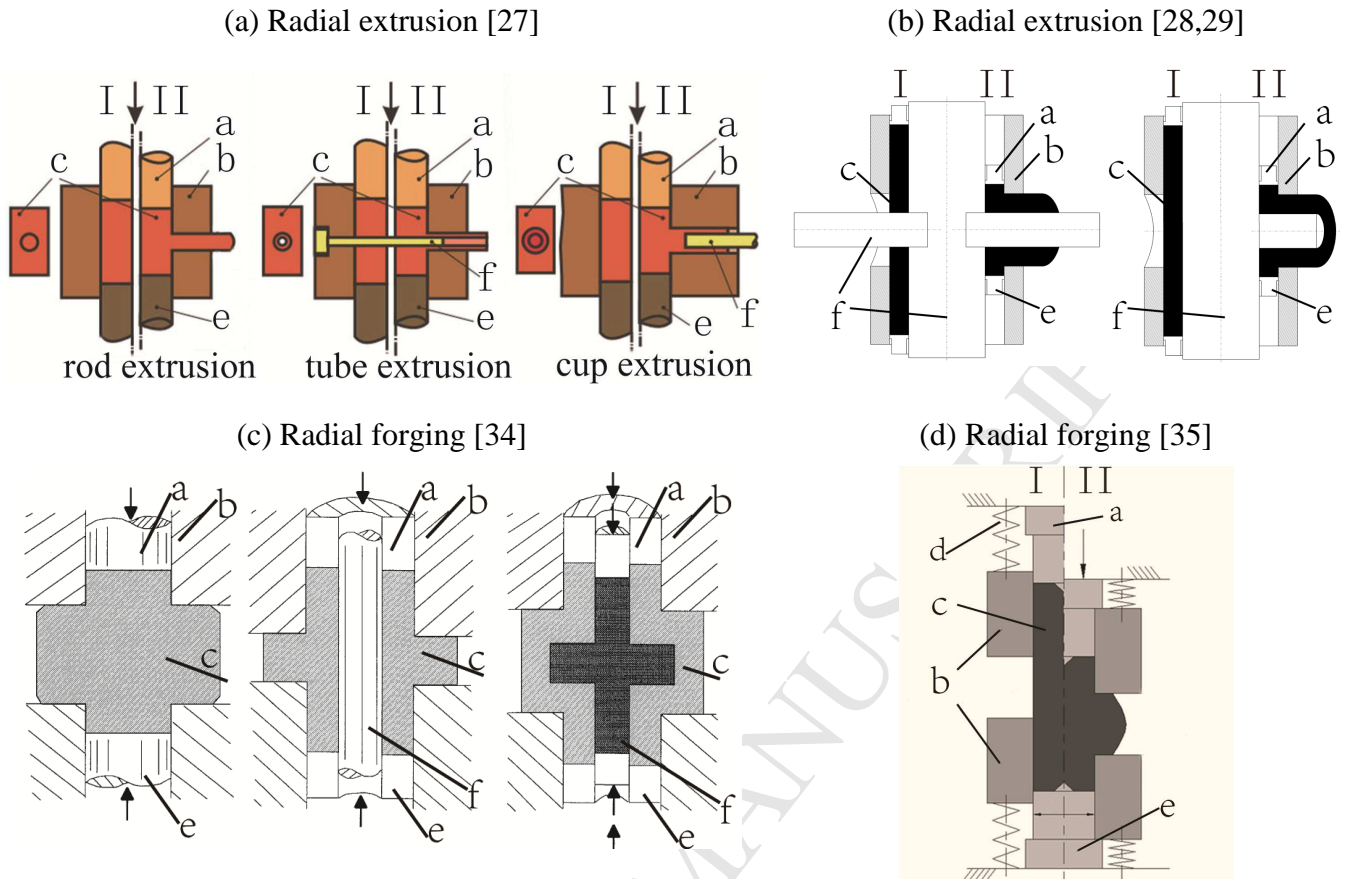 (a) Radial extrusion [27]
(b) Radial extrusion [28,29]
I II
a
b
c
e
I II
a
b
c
f
e
I II
a
b
c
f
e
rod extrusion
tube extrusion
cup extrusion
I II
a
b
c
f
e
I II
a
b
c
f
e
(c) Radial forging [34]
(d) Radial forging [35]
a
b
c
e
a
b
c
f
e
a
b
c
f
e
I II
a
d
c
b
e
MANUSCRIP